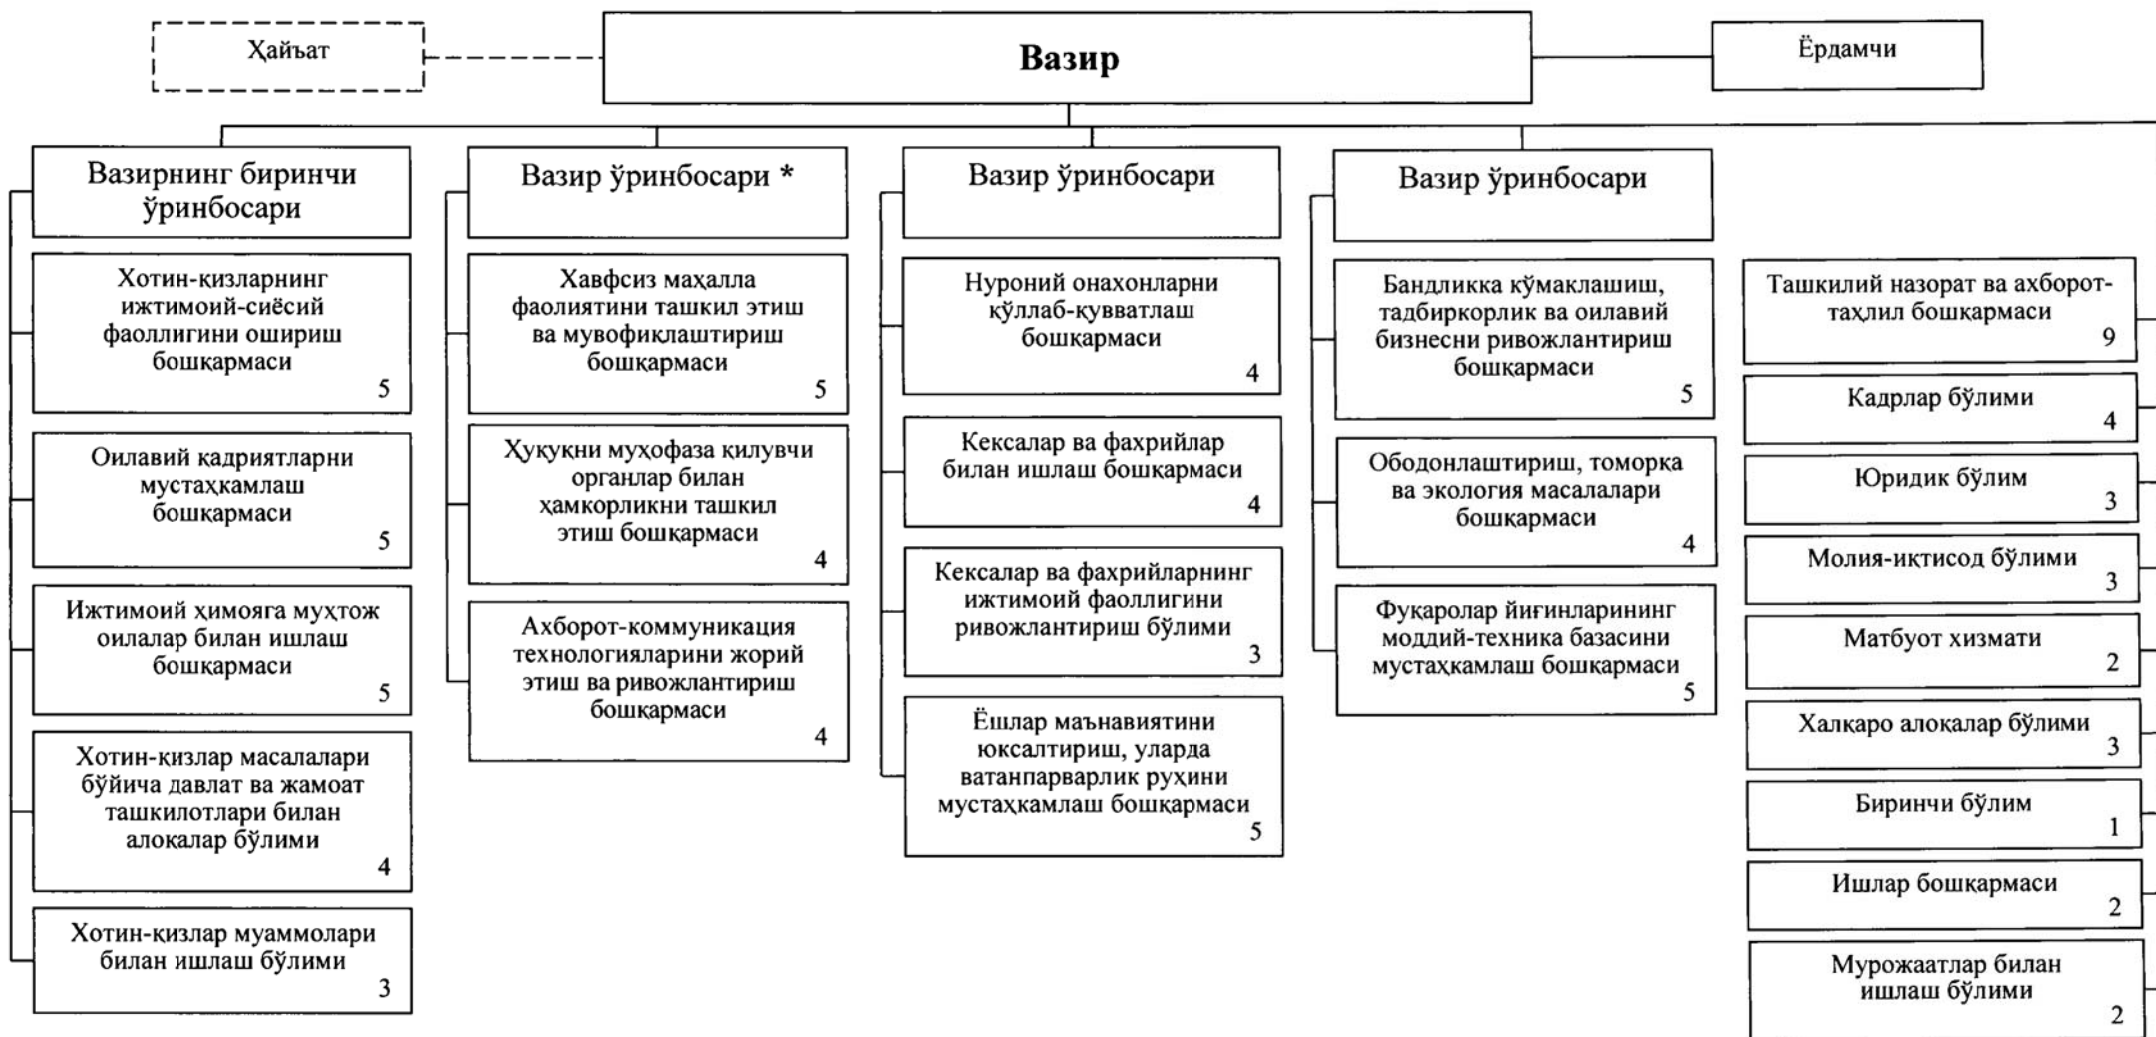 Ҳайъат
Вазир
Ёрдамчи
Вазирнинг биринчи
ўринбосари
Хотин-қизларнинг
ижтимоий-сиёсий
фаоллигини ошириш
бошқармаси
5
Оилавий қадриятларни
мустаҳкамлаш
бошқармаси
5
Ижтимоий ҳимояга муҳтож
оилалар билан ишлаш
бошқармаси
5
Хотин-қизлар масалалари
бўйича давлат ва жамоат
ташкилотлари билан
алоқалар бўлими
4
Хотин-қизлар муаммолари
билан ишлаш бўлими
3
Вазир ўринбосари *
Хавфсиз маҳалла
фаолиятини ташкил этиш
ва мувофиқлаштириш
бошқармаси
5
Ҳуқуқни муҳофаза қилувчи
органлар билан
ҳамкорликни ташкил
этиш бошқармаси
4
Ахборот-коммуникация
технологияларини жорий
этиш ва ривожлантириш
бошқармаси
4
Вазир ўринбосари
Нуроний онахонларни
қўллаб-қувватлаш
бошқармаси
4
Кексалар ва фахрийлар
билан ишлаш бошқармаси
4
Кексалар ва фахрийларнинг
ижтимоий фаоллигини
ривожлантириш бўлими
3
Ёшлар маънавиятини
юксалтириш, уларда
ватанпарварлик руҳини
мустаҳкамлаш бошқармаси
5
Вазир ўринбосари
Бандликка кўмаклашиш,
тадбиркорлик ва оилавий
бизнесни ривожлантириш
бошқармаси
5
Ободонлаштириш, томорқа
ва экология масалалари
бошқармаси
4
Фуқаролар йиғинларининг
моддий-техника базасини
мустаҳкамлаш бошқармаси
5
Ташкилий назорат ва ахборот-
таҳлил бошқармаси
9
Кадрлар бўлими
4
Юридик бўлим
3
Молия-иқтисод бўлими
3
Матбуот хизмати
2
Халқаро алоқалар бўлими
3
Биринчи бўлим
1
Ишлар бошқармаси
2
Мурожаатлар билан
ишлаш бўлими
2